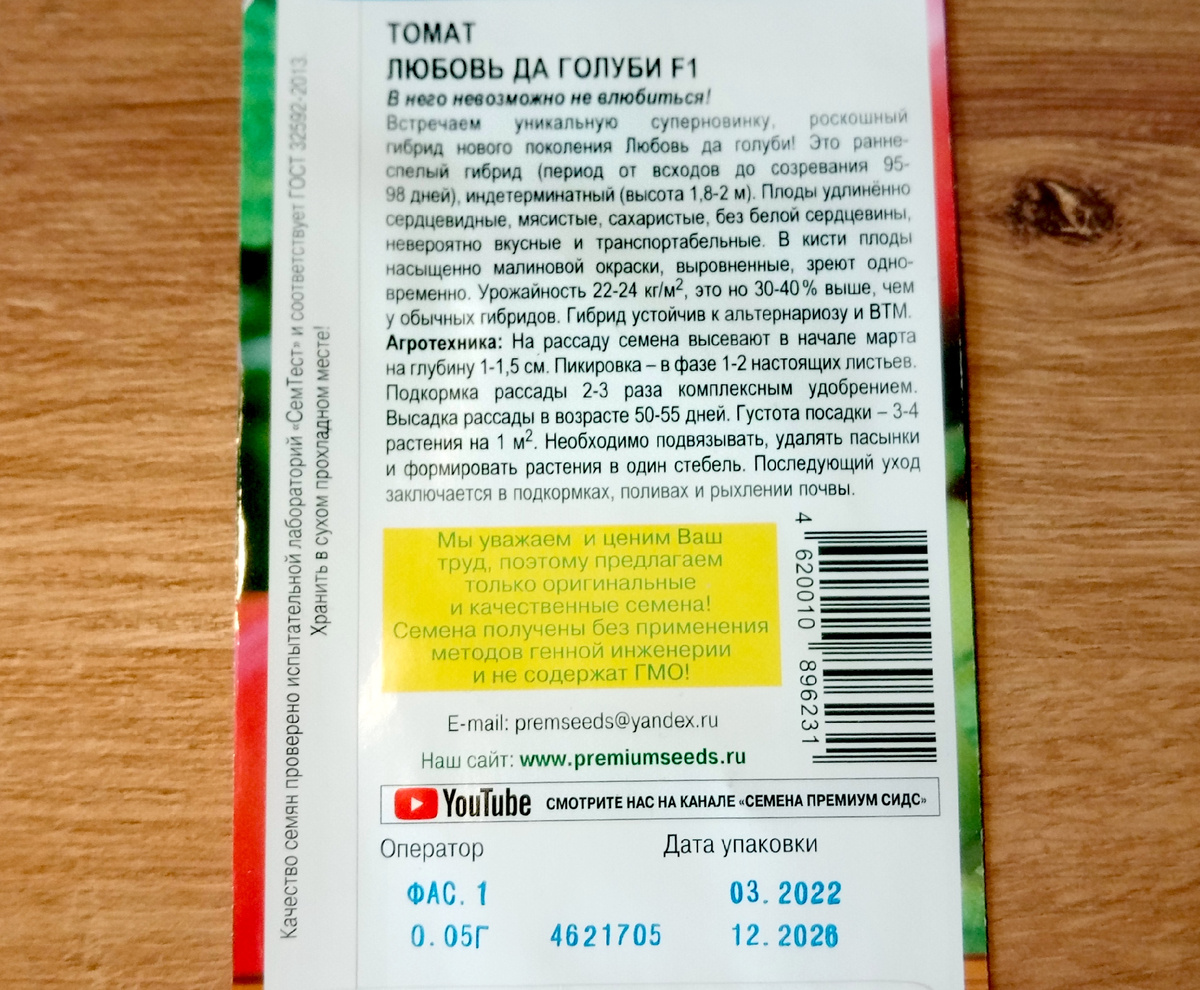 ТОМАТ
ЛЮБОВЬ ДА ГОЛУБИ F1
В него невозможно не влюбиться!
Встречаем уникальную суперновинку, роскошный
гибрид нового поколения Любовь да голуби! Это ранне-
спелый гибрид (период от всходов до созревания 95-
98 дней), индетерминатный (высота 1,8-2 м). Плоды удлинённо
сердцевидные, мясистые, сахаристые, без белой сердцевины,
невероятно вкусные и транспортабельные. В кисти плоды
насыщенно малиновой окраски, выровненные, зреют одно-
временно. Урожайность 22-24 кг/м², это но 30-40% выше, чем
у обычных гибридов. Гибрид устойчив к альтернариозу и ВТМ.
Агротехника: На рассаду семена высевают в начале марта
на глубину 1-1,5 см. Пикировка – в фазе 1-2 настоящих листьев.
Подкормка рассады 2-3 раза комплексным удобрением.
Высадка рассады в возрасте 50-55 дней. Густота посадки – 3-4
растения на 1 м². Необходимо подвязывать, удалять пасынки
и формировать растения в один стебель. Последующий уход
заключается в подкормках, поливах и рыхлении почвы.
Мы уважаем и ценим Ваш
труд, поэтому предлагаем
только оригинальные
и качественные семена!
Семена получены без применения
методов генной инженерии
и не содержат ГМО!
4 620010 896231
E-mail: premseeds@yandex.ru
Наш сайт: www.premiumseeds.ru
YouTube СМОТРИТЕ НАС НА КАНАЛЕ «СЕМЕНА ПРЕМИУМ СИДС»
Оператор Дата упаковки
ФАС. 1 03. 2022
0. 05Г 4621705 12. 2026
Качество семян проверено испытательной лабораторий «СемТест» и соответствует ГОСТ 32592-2013.
Хранить в сухом прохладном месте!